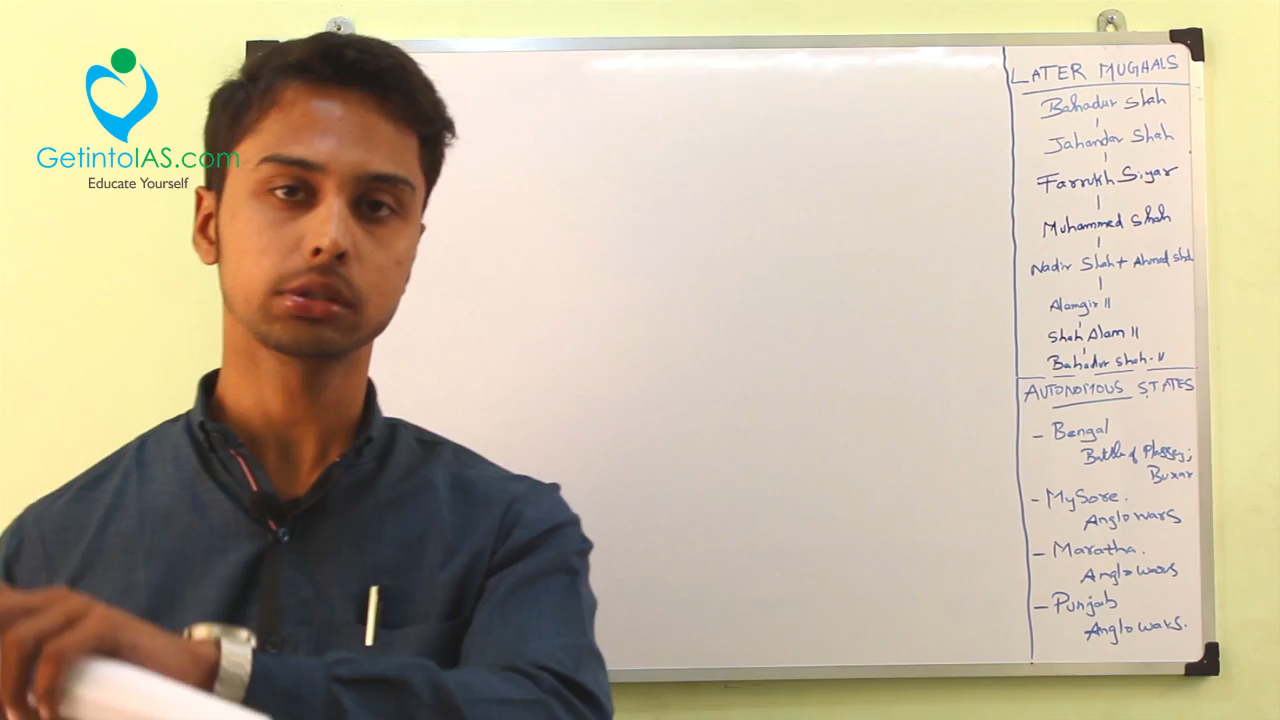 GetintoIAS.com
Educate Yourself
LATER MUGHALS
Bahadur Shah
Jahandar Shah
Farrukh Siyar
Muhammed Shah
Nadir Shah + Ahmad Shah
Alamgir II
Shah Alam II
Bahadur Shah-II
AUTONOMOUS STATES
- Bengal
Battle of Plassey;
Buxar
- MySore.
Anglo wars
- Maratha.
Anglo wars
- Punjab
Anglo wars.